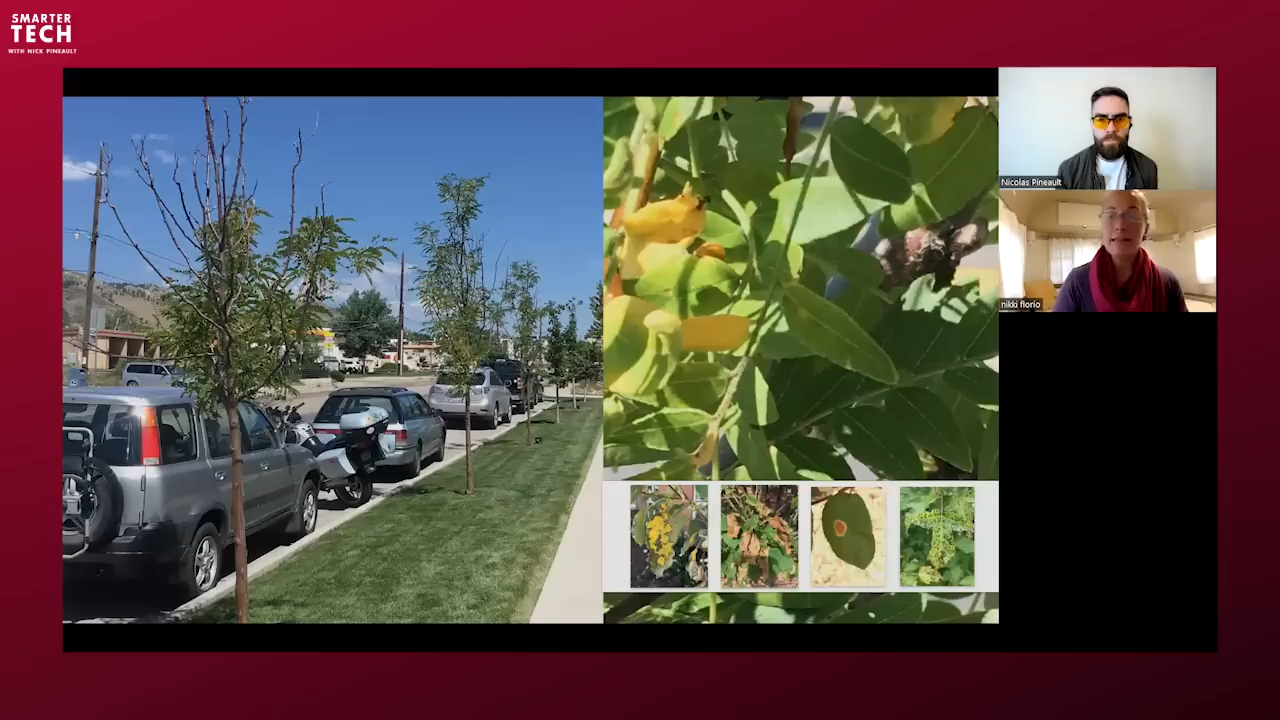 SMARTER
TECH
WITH NICK PINEAULT
Nicolas Pineault
nikki florio